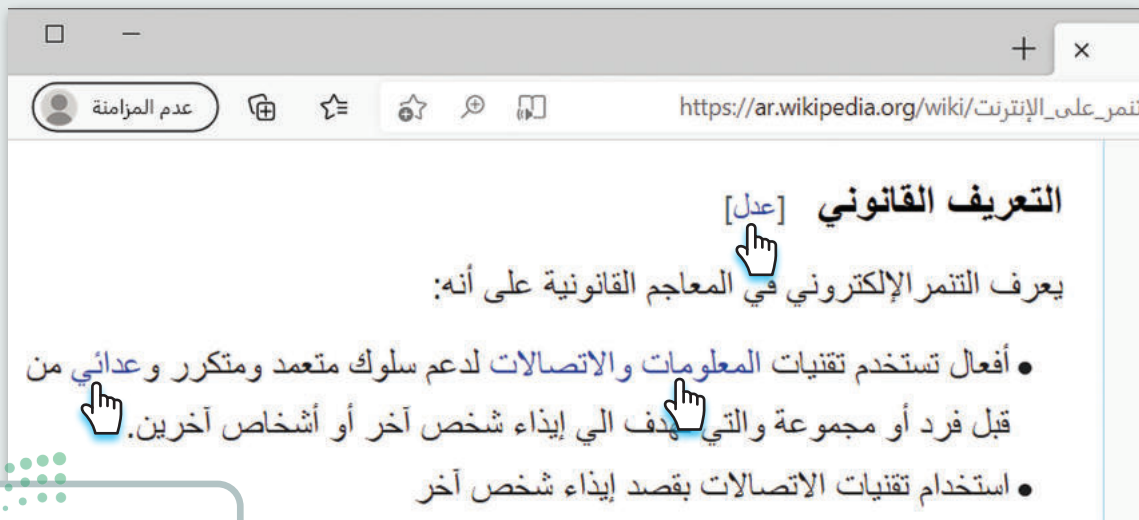 عدم المزامنة
https://ar.wikipedia.org/wiki/تنمر_على_الإنترنت
التعريف القانوني [عدل]
يعرف التنمر الإلكتروني في المعاجم القانونية على أنه:
• أفعال تستخدم تقنيات المعلومات والاتصالات لدعم سلوك متعمد ومتكرر وعدائي من
قبل فرد أو مجموعة والتي تهدف الي إيذاء شخص آخر أو أشخاص آخرين.
• استخدام تقنيات الاتصالات بقصد إيذاء شخص آخر